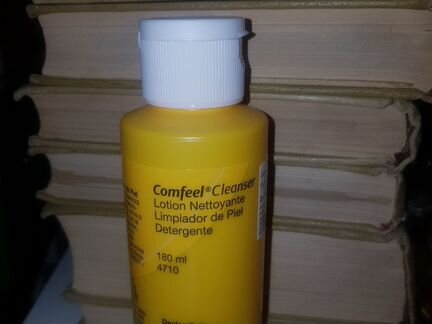 Comfeel® Cleanser
Lotion Nettoyante
Limpiador de Piel
Detergente
180 ml
4710